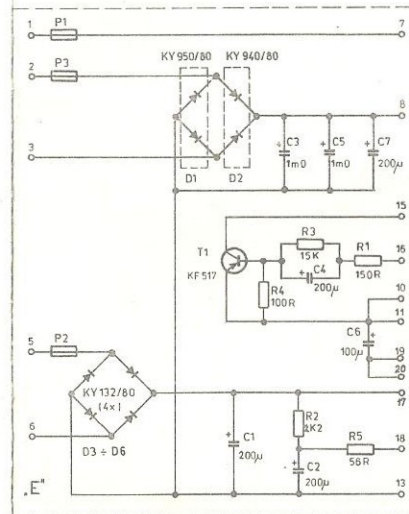 1 P1 7
2 P3 KY 950/80 KY 940/80
8
+ C3 1m0 + C5 1m0 + C7 200µ
3 D1 D2
15
T1 KF 517 R3 15K R1 16
+ C4 200µ 150R
R4 100R
10
11
C6 + 100µ
19
20
5 P2
17
KY 132/80
(4x)
R2 2K2
R5 56R 18
C1 + 200µ
+ C2 200µ
6
D3 ÷ D6
„E" 13